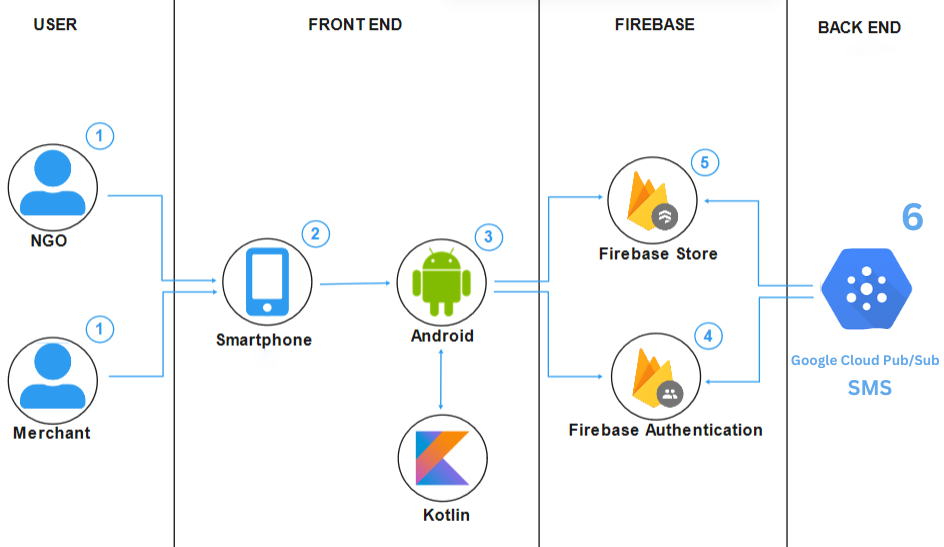 USER
FRONT END
FIREBASE
BACK END
1
NGO
1
Merchant
2
Smartphone
3
Android
Kotlin
5
Firebase Store
4
Firebase Authentication
6
Google Cloud Pub/Sub
SMS